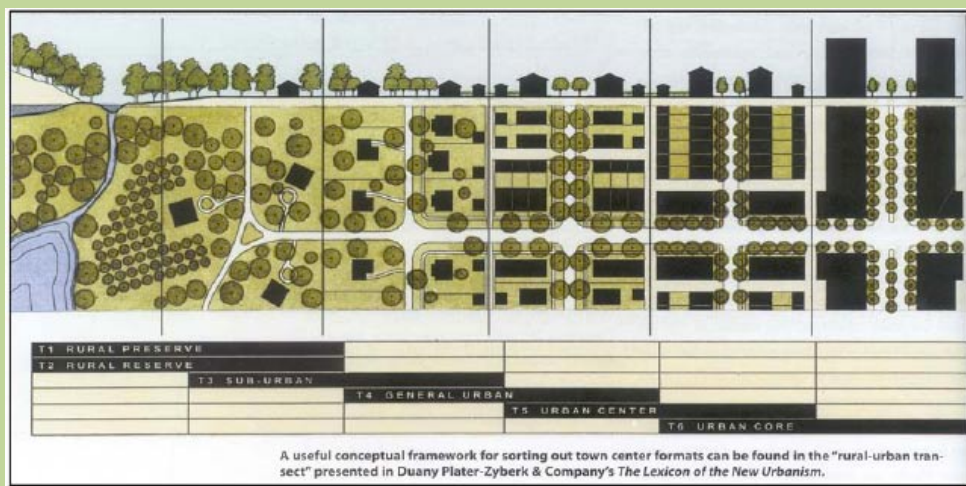 T1 RURAL PRESERVE
T2 RURAL RESERVE
T3 SUB-URBAN
T4 GENERAL URBAN
T5 URBAN CENTER
T6 URBAN CORE
A useful conceptual framework for sorting out town center formats can be found in the “rural-urban tran-
sect” presented in Duany Plater-Zyberk & Company’s The Lexicon of the New Urbanism.